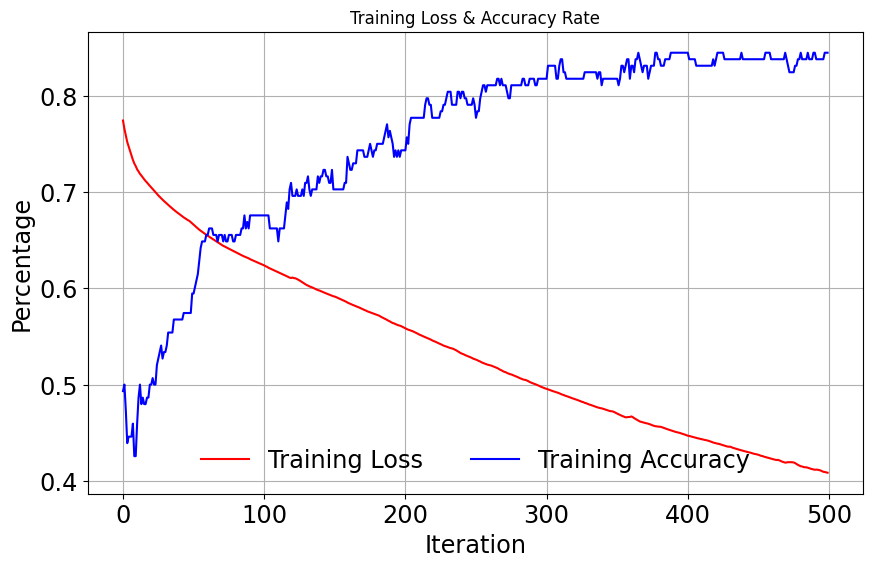 Training Loss & Accuracy Rate
Percentage
0.8
0.7
0.6
0.5
0.4
Training Loss Training Accuracy
0 100 200 300 400 500
Iteration